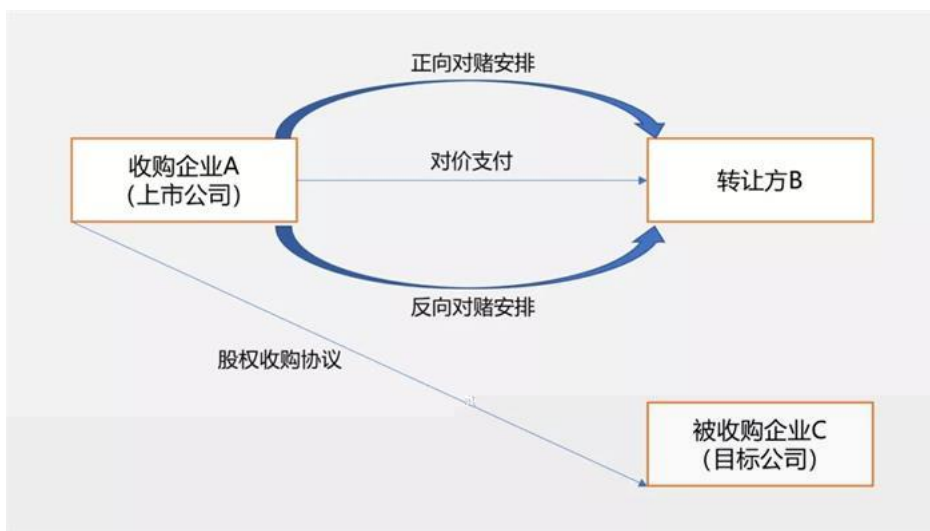 正向对赌安排
收购企业A
（上市公司）
对价支付
转让方B
反向对赌安排
股权收购协议
被收购企业C
（目标公司）